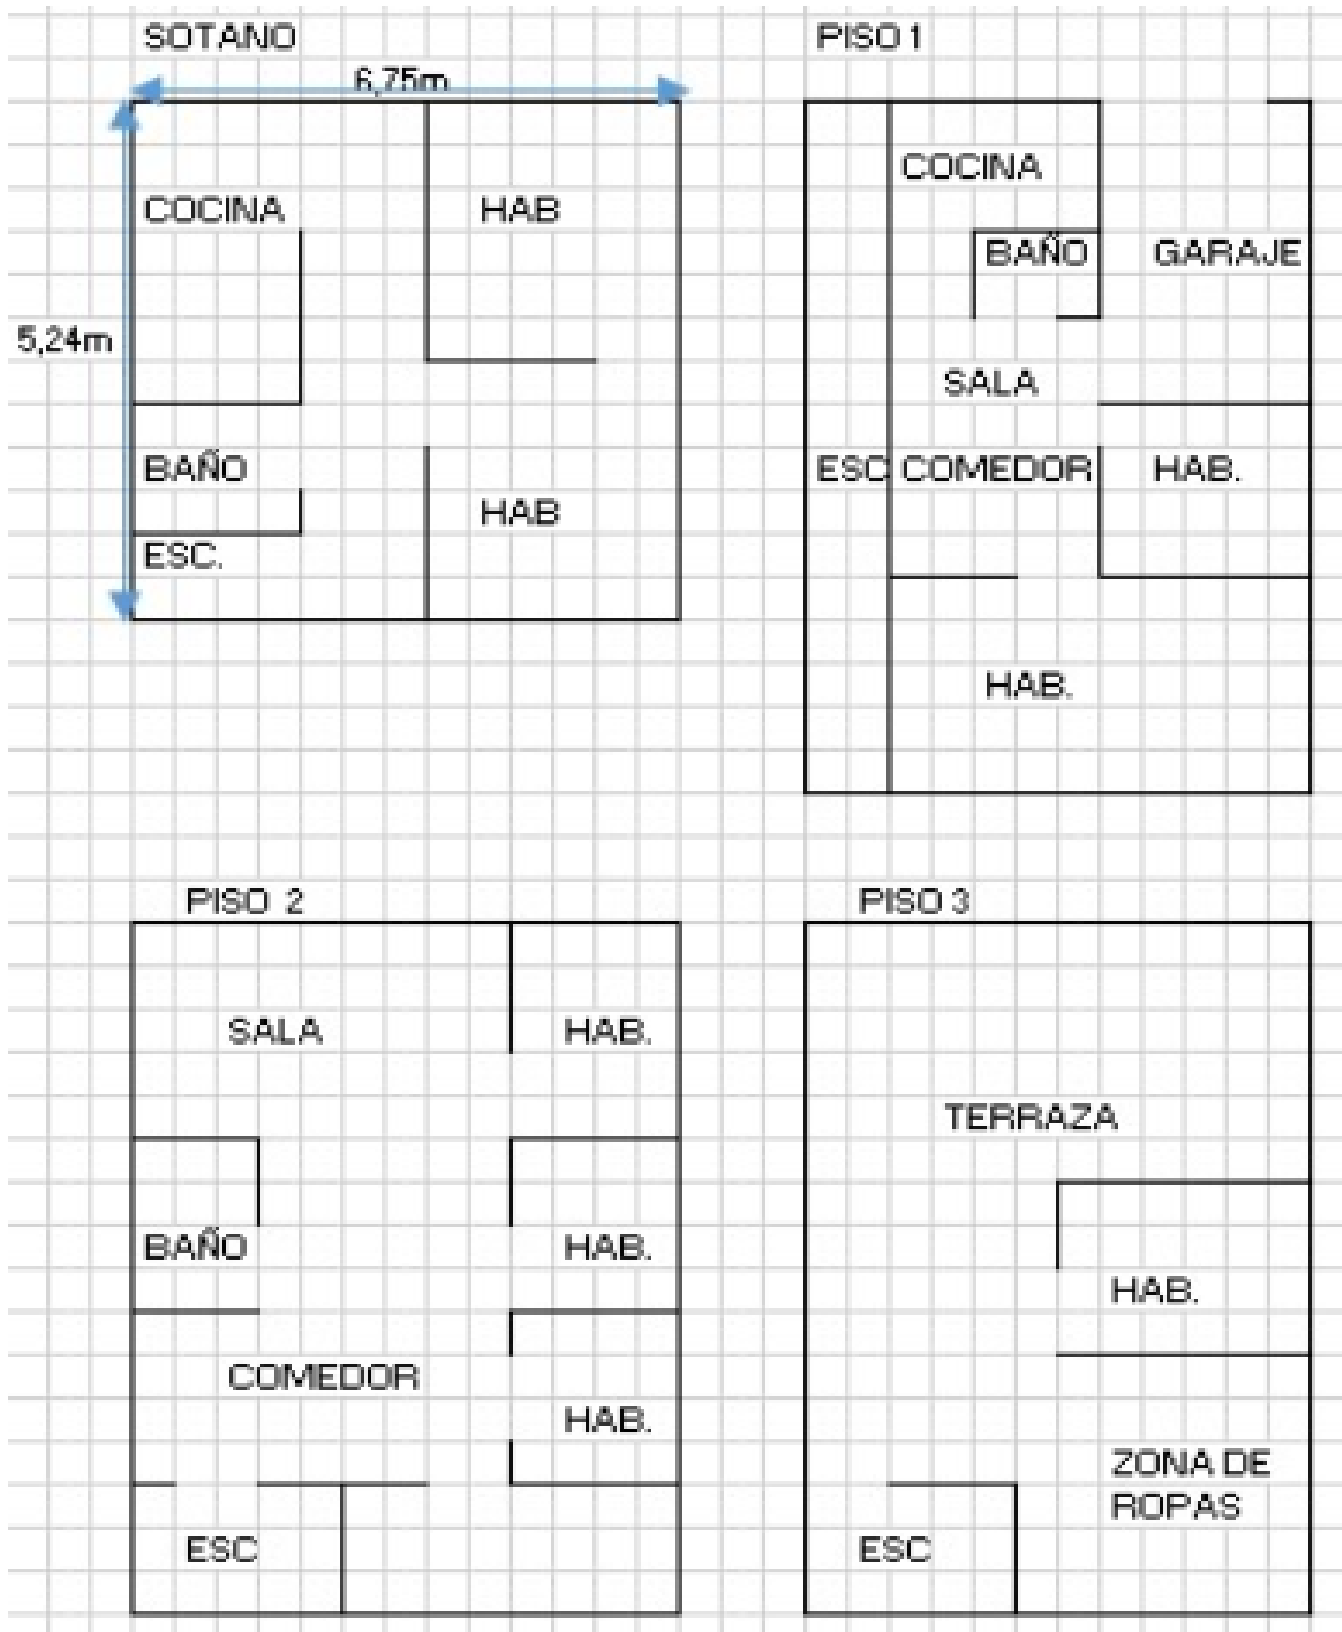 SOTANO
6,75m
COCINA
HAB
5,24m
BAÑO
HAB
ESC.
PISO 1
COCINA
BAÑO
GARAJE
SALA
ESC
COMEDOR
HAB.
HAB.
PISO 2
SALA
HAB.
BAÑO
HAB.
COMEDOR
HAB.
ESC
PISO 3
TERRAZA
HAB.
ZONA DE
ROPAS
ESC